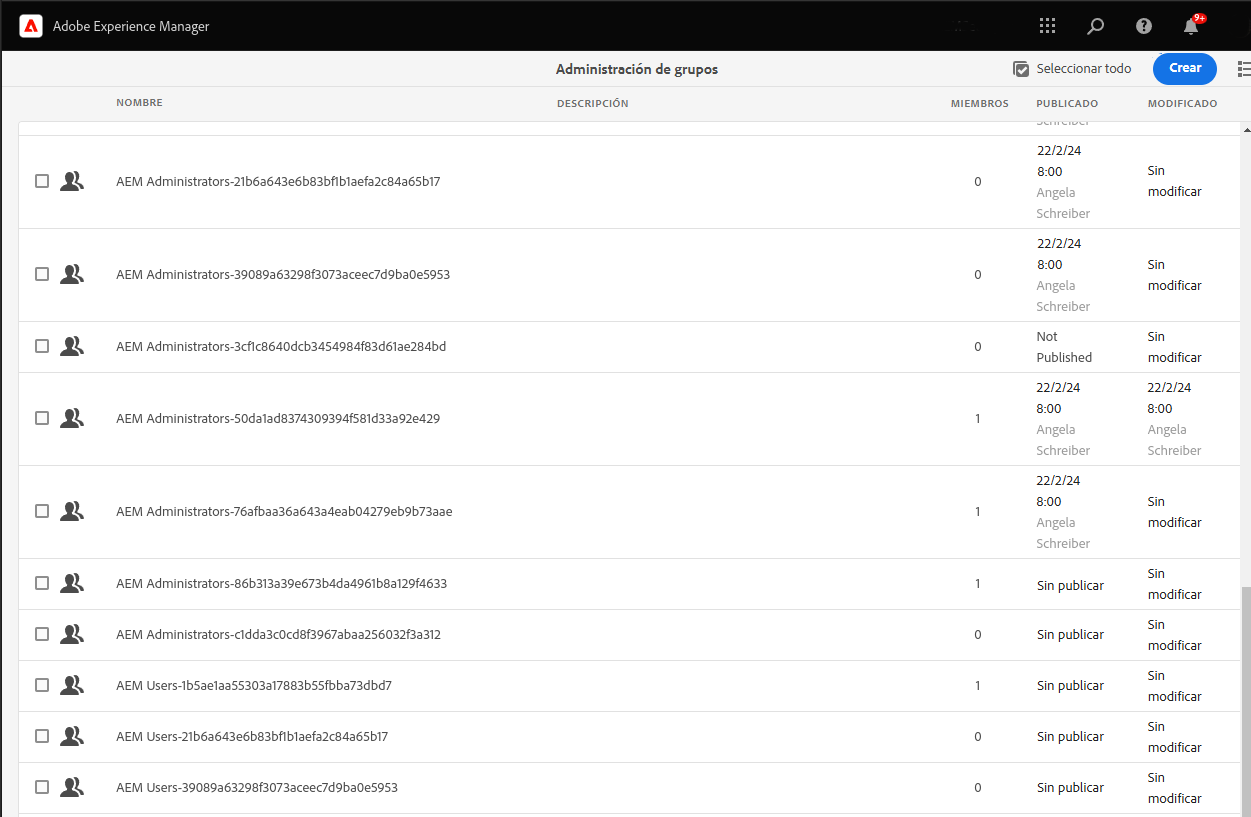 Adobe Experience Manager
9+
Administración de grupos
Seleccionar todo
Crear
NOMBRE
DESCRIPCIÓN
MIEMBROS
PUBLICADO
MODIFICADO
Schreiber
AEM Administrators-21b6a643e6b83bf1b1aefa2c84a65b17
0
22/2/24
8:00
Angela
Schreiber
Sin
modificar
AEM Administrators-39089a63298f3073aceec7d9ba0e5953
0
22/2/24
8:00
Angela
Schreiber
Sin
modificar
AEM Administrators-3cf1c8640dcb3454984f83d61ae284bd
0
Not
Published
Sin
modificar
AEM Administrators-50da1ad8374309394f581d33a92e429
1
22/2/24
8:00
Angela
Schreiber
22/2/24
8:00
Angela
Schreiber
AEM Administrators-76afbaa36a643a4eab04279eb9b73aae
1
22/2/24
8:00
Angela
Schreiber
Sin
modificar
AEM Administrators-86b313a39e673b4da4961b8a129f4633
1
Sin publicar
Sin
modificar
AEM Administrators-c1dda3c0cd8f3967abaa256032f3a312
0
Sin publicar
Sin
modificar
AEM Users-1b5ae1aa55303a17883b55fbba73dbd7
1
Sin publicar
Sin
modificar
AEM Users-21b6a643e6b83bf1b1aefa2c84a65b17
0
Sin publicar
Sin
modificar
AEM Users-39089a63298f3073aceec7d9ba0e5953
0
Sin publicar
Sin
modificar